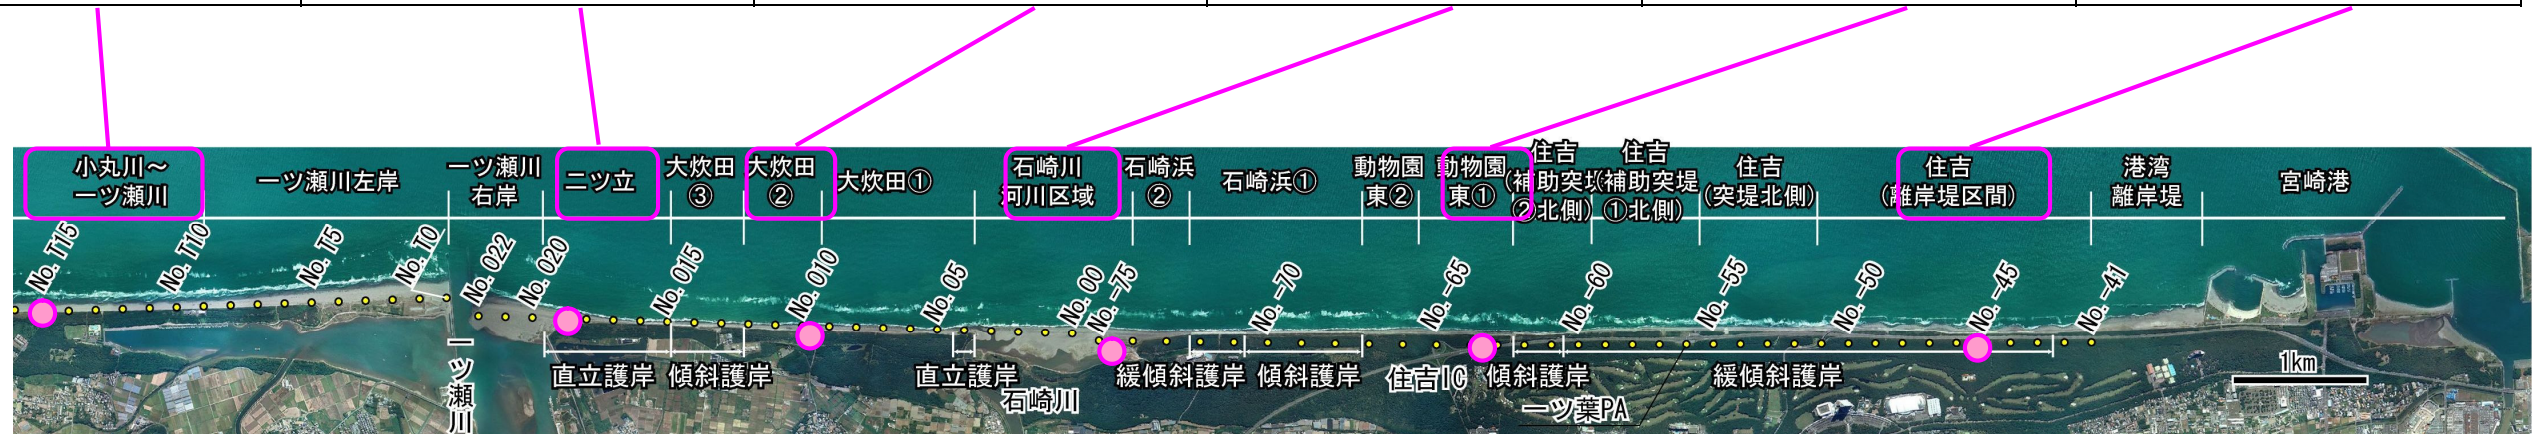 小丸川～
一ツ瀬川
一ツ瀬川左岸
一ツ瀬川
右岸
二ツ立
大炊田
③
大炊田
②
大炊田①
石崎川
河川区域
石崎浜
②
石崎浜①
動物園
東②
動物園
東①
住吉
(補助突堤
②北側)
住吉
(補助突堤
①北側)
住吉
(突堤北側)
住吉
(離岸堤区間)
港湾
離岸堤
宮崎港
No. T15
No. T10
No. T5
No. T0
No. 022
No. 020
No. 015
No. 010
No. 05
No. 00
No. -75
No. -70
No. -65
No. -60
No. -55
No. -50
No. -45
No. -41
一ツ瀬川
直立護岸
傾斜護岸
直立護岸
石崎川
緩傾斜護岸
傾斜護岸
住吉IC
傾斜護岸
一ツ葉PA
緩傾斜護岸
1km